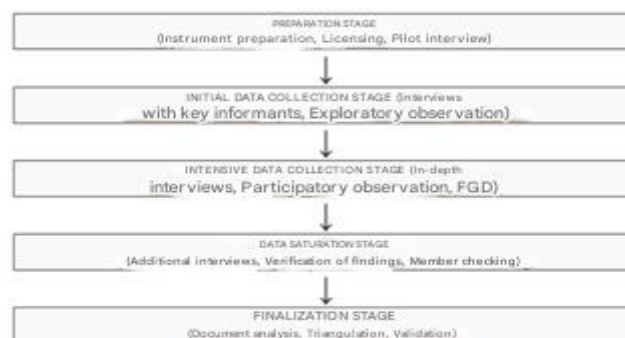 PREPARATION STAGE
(Instrument preparation, Licensing, Pilot interview)
INITIAL DATA COLLECTION STAGE (Interviews
with key informants, Exploratory observation)
INTENSIVE DATA COLLECTION STAGE (In-depth
interviews, Participatory observation, FGD)
DATA SATURATION STAGE
(Additional interviews, Verification of findings, Member checking)
FINALIZATION STAGE
(Document analysis, Triangulation, Validation)